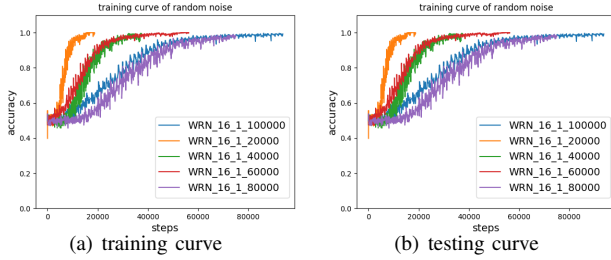 training curve of random noise
1.0
0.8
0.6
0.4
0.2
0.0
accuracy
WRN_16_1_100000
WRN_16_1_20000
WRN_16_1_40000
WRN_16_1_60000
WRN_16_1_80000
0 20000 40000 60000 80000
steps
(a) training curve
training curve of random noise
1.0
0.8
0.6
0.4
0.2
0.0
accuracy
WRN_16_1_100000
WRN_16_1_20000
WRN_16_1_40000
WRN_16_1_60000
WRN_16_1_80000
0 20000 40000 60000 80000
steps
(b) testing curve